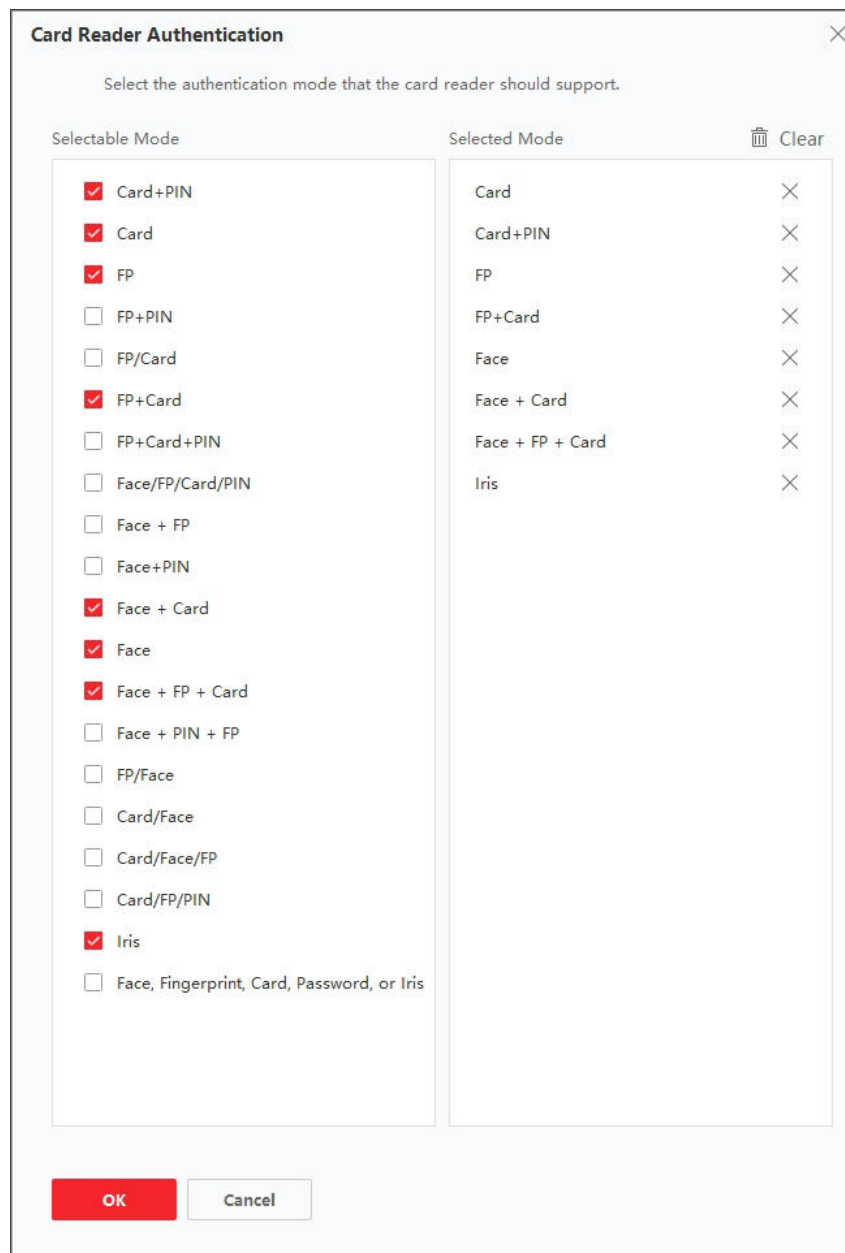 Card Reader Authentication
Select the authentication mode that the card reader should support.
Selectable Mode
Card+PIN
Card
FP
FP+PIN
FP/Card
FP+Card
FP+Card+PIN
Face/FP/Card/PIN
Face + FP
Face+PIN
Face + Card
Face
Face + FP + Card
Face + PIN + FP
FP/Face
Card/Face
Card/Face/FP
Card/FP/PIN
Iris
Face, Fingerprint, Card, Password, or Iris
Selected Mode
Clear
Card
Card+PIN
FP
FP+Card
Face
Face + Card
Face + FP + Card
Iris
OK
Cancel